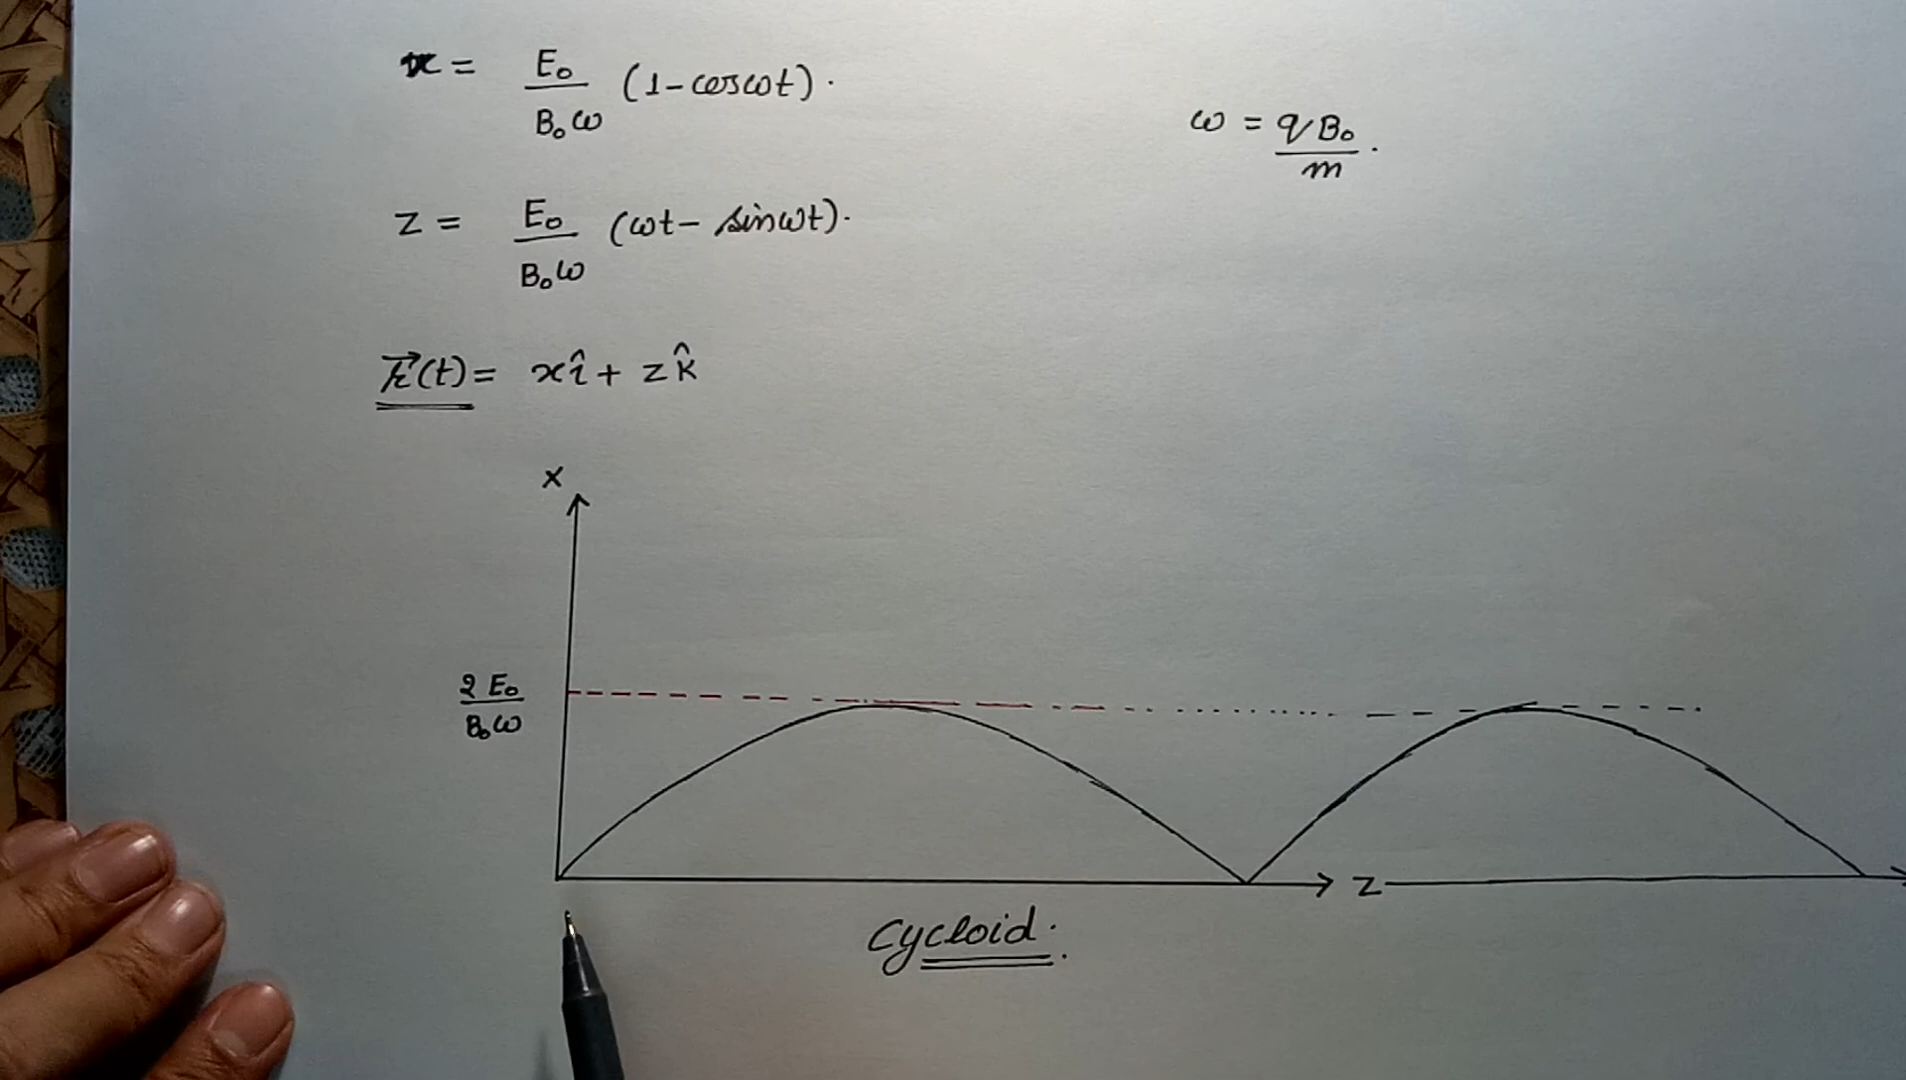 x = E₀/B₀ω (1-cosωt).
ω = qB₀/m.
z = E₀/B₀ω (ωt- sinωt).
r⃗(t) = xî + zk̂
X
2E₀/B₀ω
Z
Cycloid.